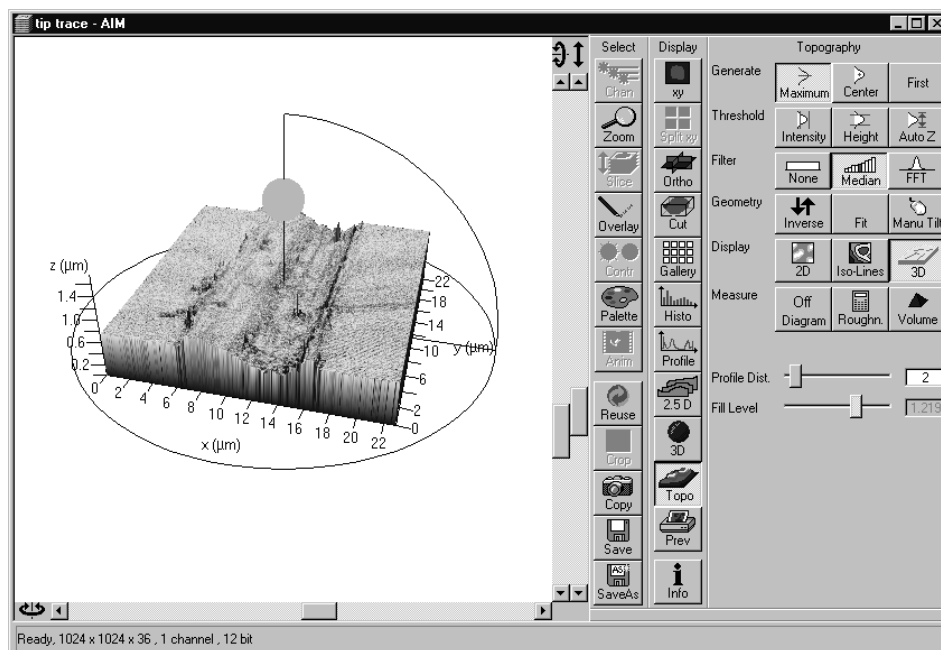 tip trace - AIM
Select
Display
Topography
Chan
Zoom
Slice
Overlay
Contr
Palette
Anim
Reuse
Crop
Copy
Save
AS
SaveAs
xy
Split xy
Ortho
Cut
Gallery
Histo
Profile
2.5 D
3D
Topo
Prev
Info
Generate
Maximum
Center
First
Threshold
Intensity
Height
Auto Z
Filter
None
Median
FFT
Geometry
Inverse
Fit
Manu Tilt
Display
2D
Iso-Lines
3D
Measure
Off
Diagram
Roughn.
Volume
Profile Dist.
2
Fill Level
1.219
z (µm)
1.4
1.0
0.6
0.2
0 2 4 6 8 10 12 14 16 18 20 22
x (µm)
22
18
14
10
6
2
0
y (µm)
Ready, 1024 x 1024 x 36 , 1 channel , 12 bit